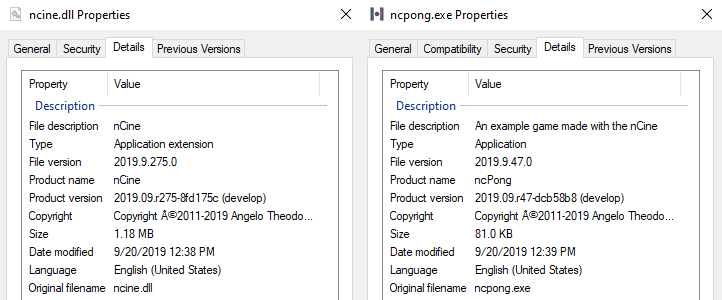 ncine.dll Properties
General Security Details Previous Versions
Property Value
Description
File description nCine
Type Application extension
File version 2019.9.275.0
Product name nCine
Product version 2019.09.r275-8fd175c (develop)
Copyright Copyright Â©2011-2019 Angelo Theodo...
Size 1.18 MB
Date modified 9/20/2019 12:38 PM
Language English (United States)
Original filename ncine.dll
ncpong.exe Properties
General Compatibility Security Details Previous Versions
Property Value
Description
File description An example game made with the nCine
Type Application
File version 2019.9.47.0
Product name ncPong
Product version 2019.09.r47-dcb58b8 (develop)
Copyright Copyright Â©2011-2019 Angelo Theodo...
Size 81.0 KB
Date modified 9/20/2019 12:39 PM
Language English (United States)
Original filename ncpong.exe